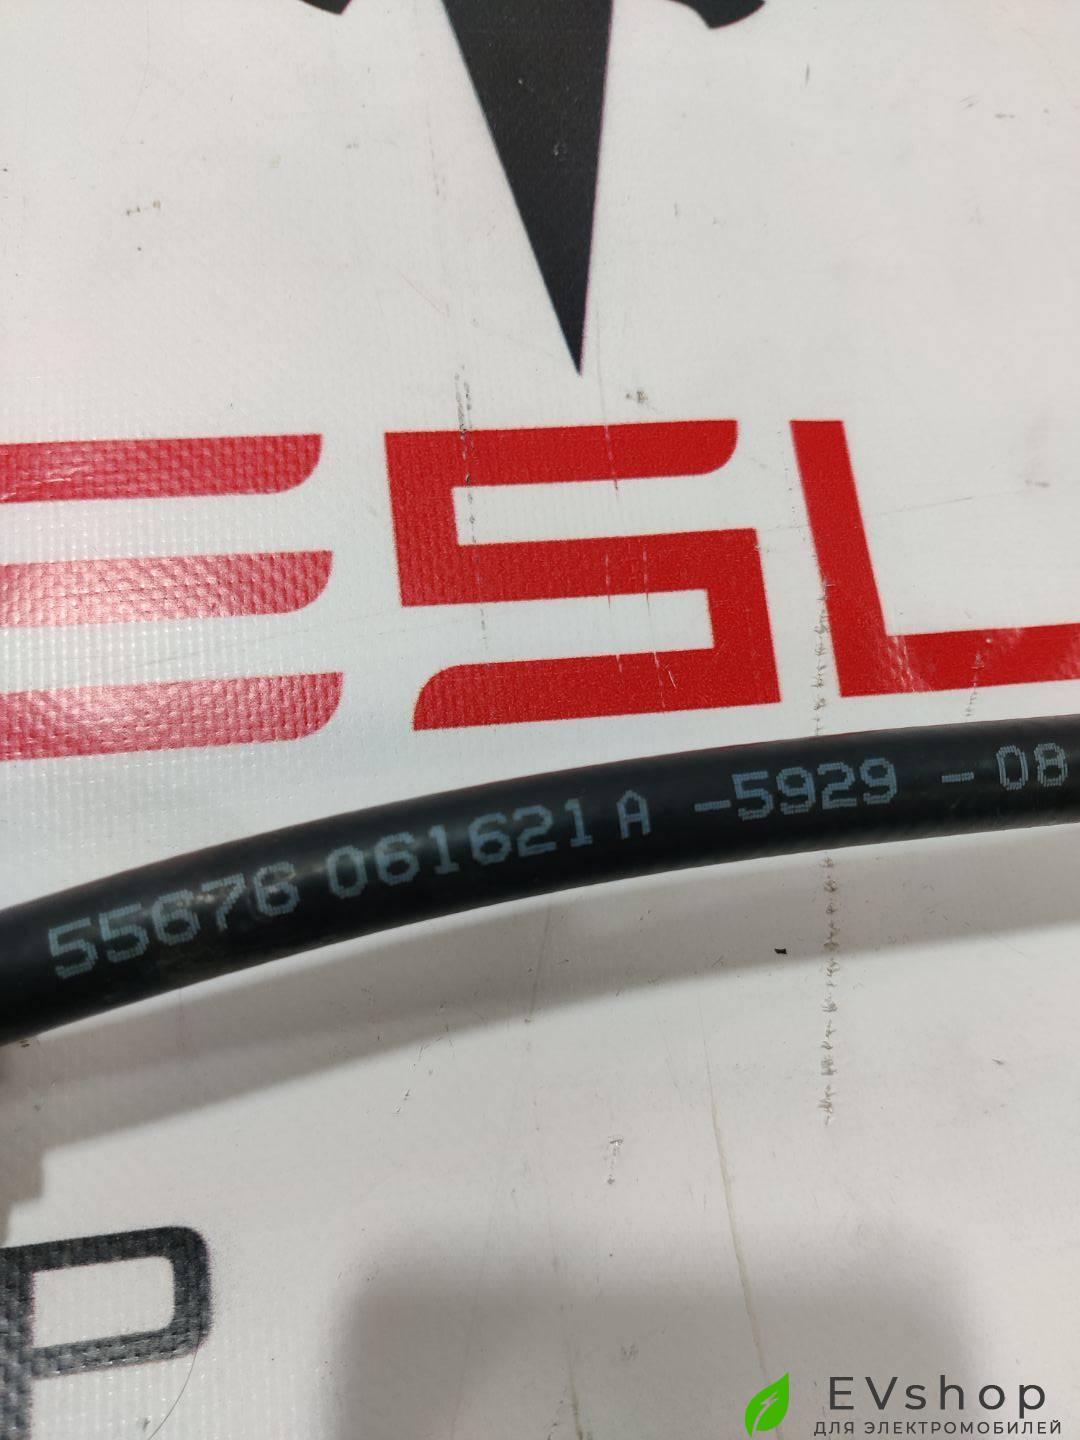 ESL
55676 061621 A -5929 - 08
P
EVshop
ДЛЯ ЭЛЕКТРОМОБИЛЕЙ